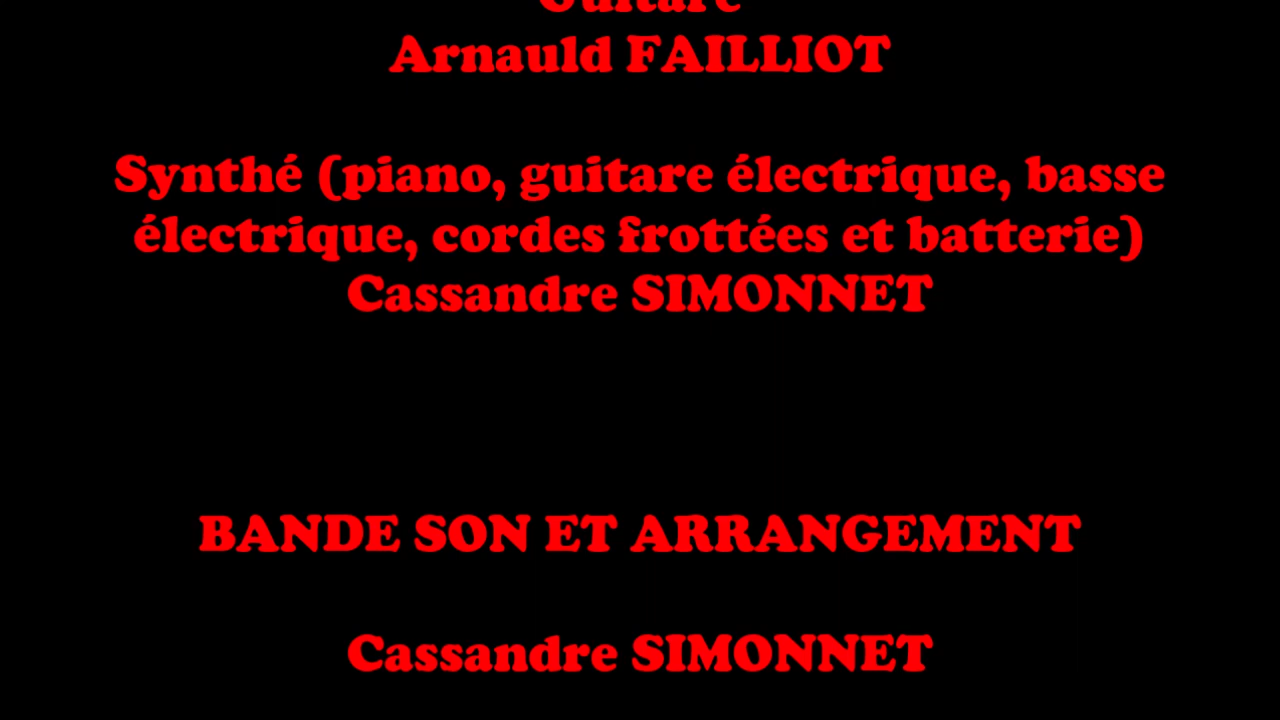 Guitare
Arnauld FAILLIOT
Synthé (piano, guitare électrique, basse
électrique, cordes frottées et batterie)
Cassandre SIMONNET
BANDE SON ET ARRANGEMENT
Cassandre SIMONNET